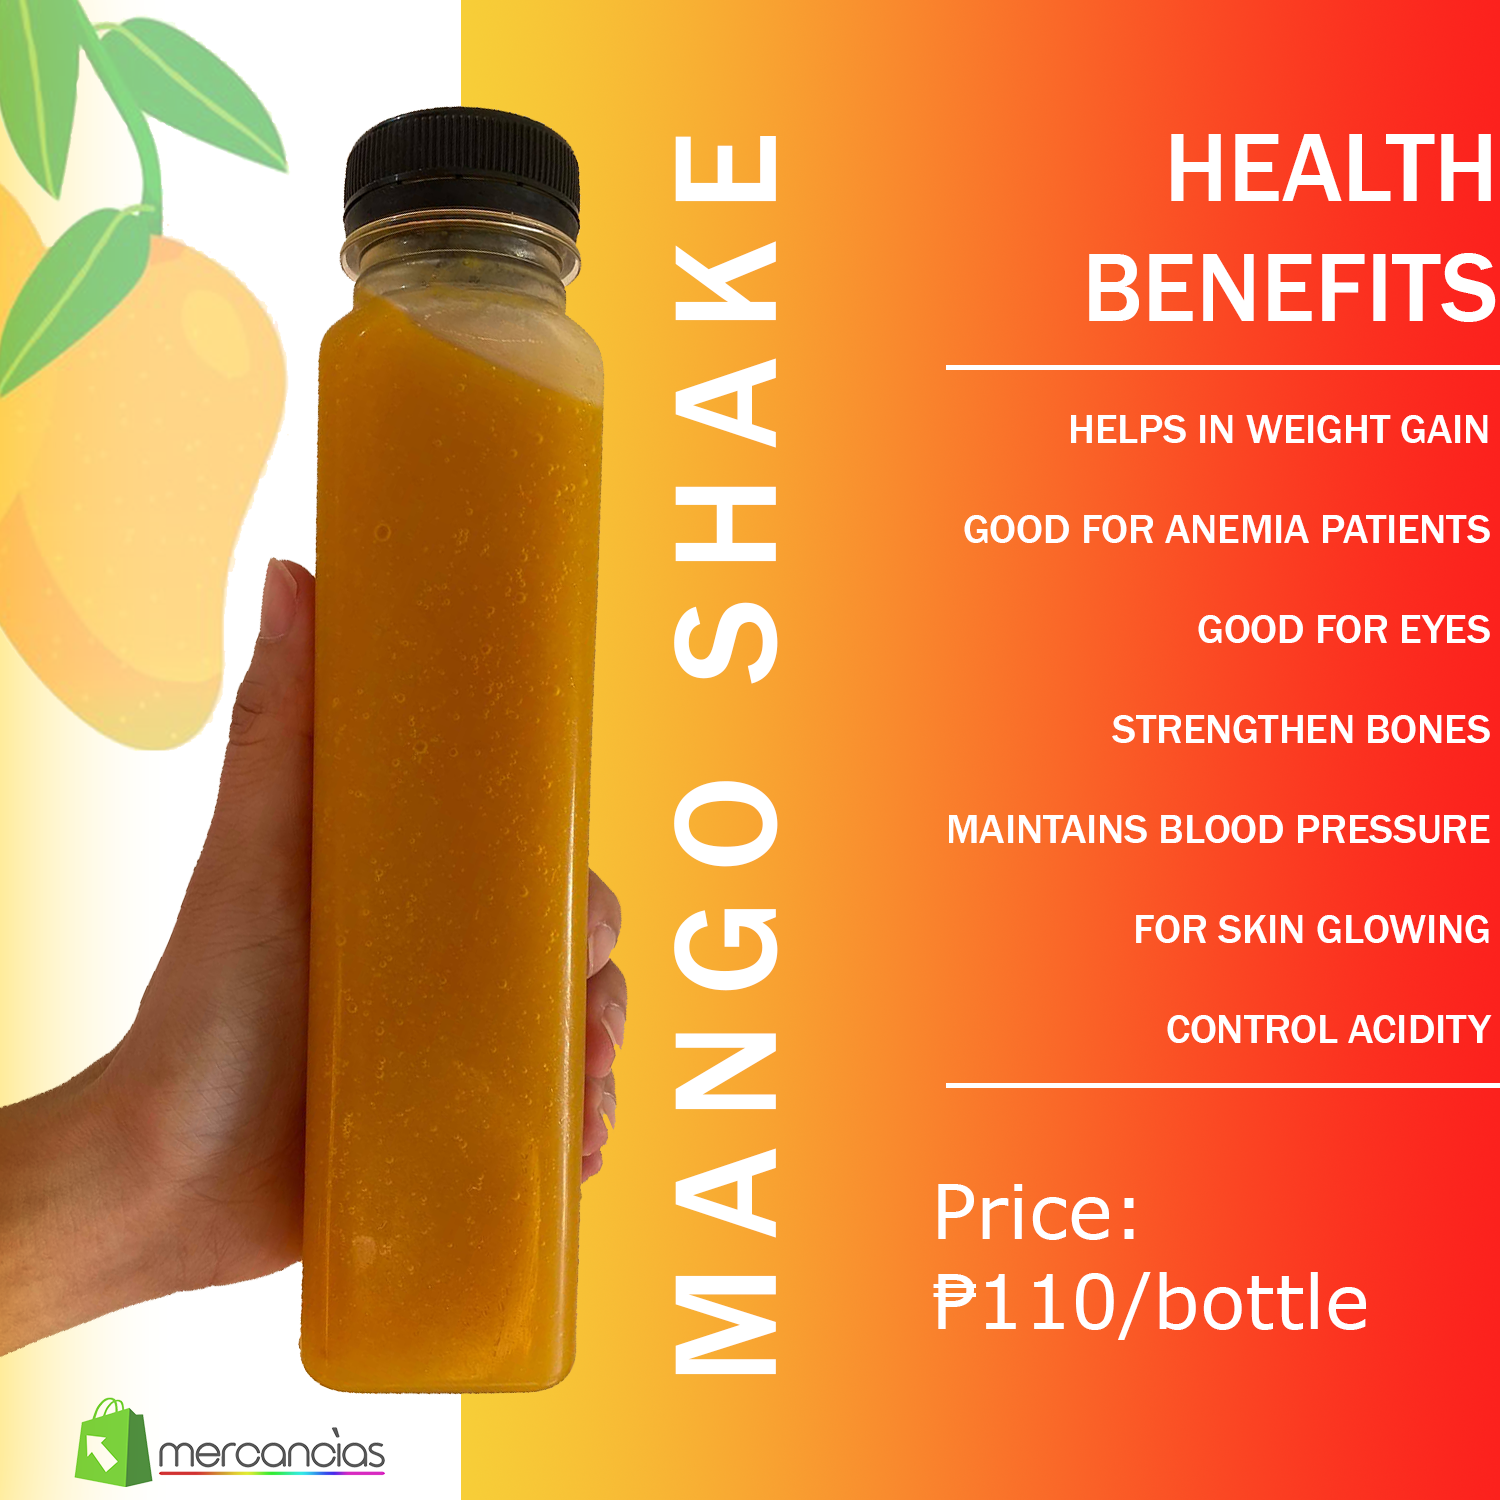 MANGO SHAKE
HEALTH
BENEFITS
HELPS IN WEIGHT GAIN
GOOD FOR ANEMIA PATIENTS
GOOD FOR EYES
STRENGTHEN BONES
MAINTAINS BLOOD PRESSURE
FOR SKIN GLOWING
CONTROL ACIDITY
Price:
₱110/bottle
mercancìas